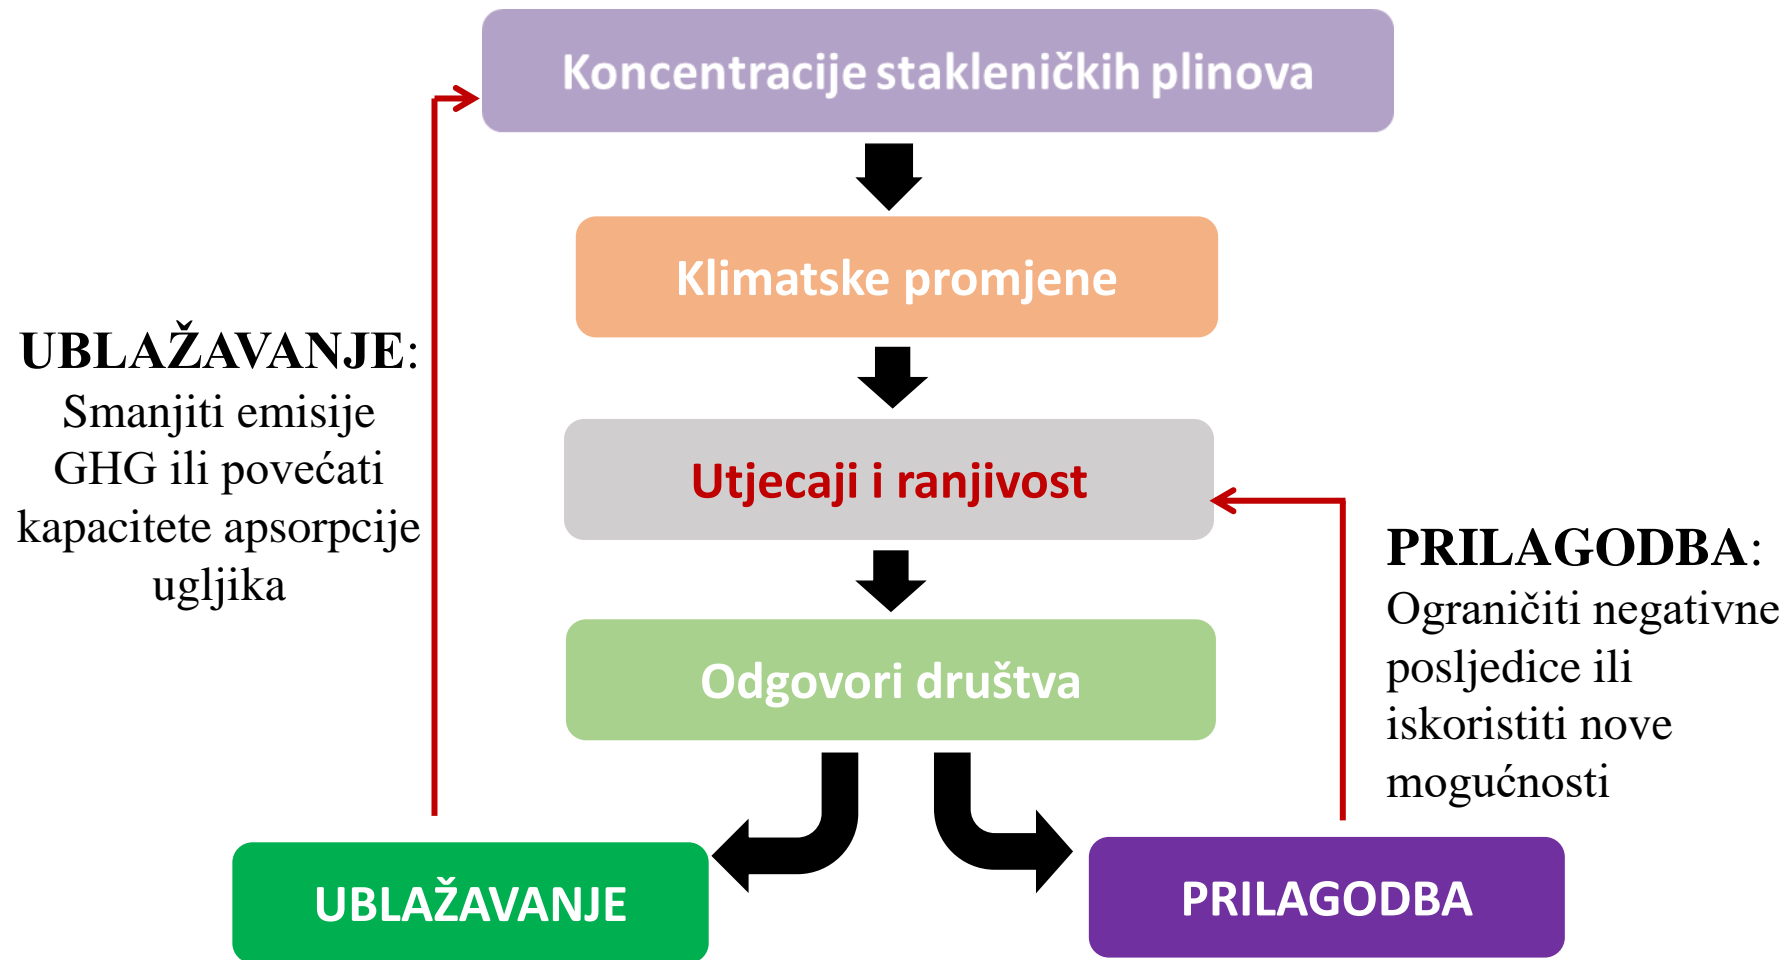 Koncentracije stakleničkih plinova
Klimatske promjene
UBLAŽAVANJE:
Smanjiti emisije
GHG ili povećati
kapacitete apsorpcije
ugljika
Utjecaji i ranjivost
PRILAGODBA:
Ograničiti negativne
posljedice ili
iskoristiti nove
mogućnosti
Odgovori društva
UBLAŽAVANJE
PRILAGODBA